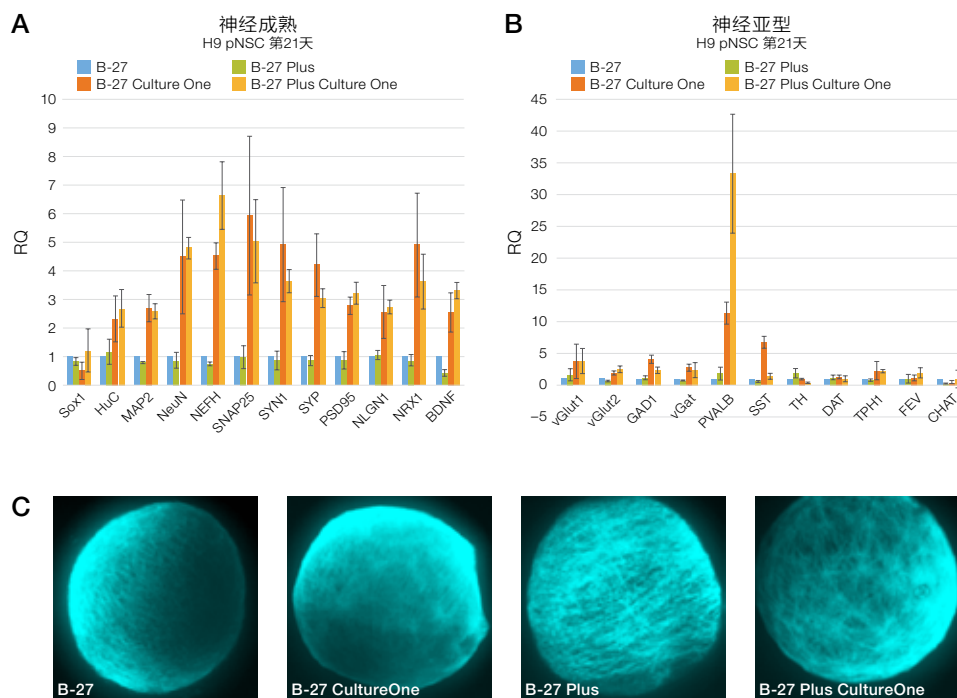 A
神经成熟
H9 pNSC 第21天
B-27
B-27 Plus
B-27 Culture One
B-27 Plus Culture One
RQ
10
9
8
7
6
5
4
3
2
1
0
Sox1
HuC
MAP2
NeuN
NEFH
SNAP25
SYN1
SYP
PSD95
NLGN1
NRX1
BDNF
B
神经亚型
H9 pNSC 第21天
B-27
B-27 Plus
B-27 Culture One
B-27 Plus Culture One
RQ
45
40
35
30
25
20
15
10
5
0
−5
vGlut1
vGlut2
GAD1
vGat
PVALB
SST
TH
DAT
TPH1
FEV
CHAT
C
B-27
B-27 CultureOne
B-27 Plus
B-27 Plus CultureOne